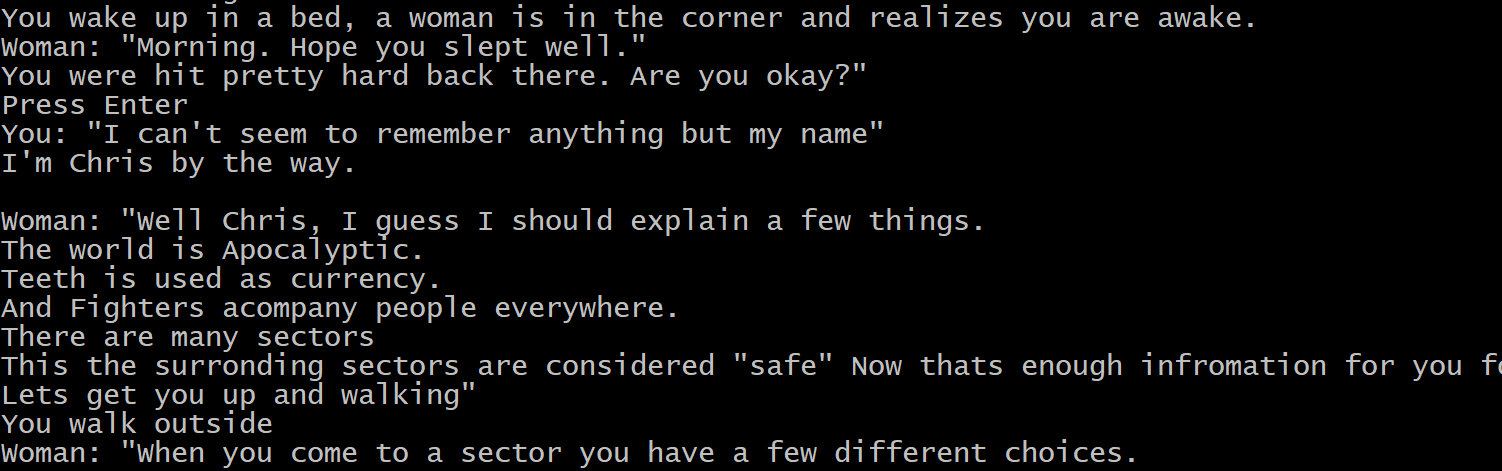 You wake up in a bed, a woman is in the corner and realizes you are awake.
Woman: "Morning. Hope you slept well."
You were hit pretty hard back there. Are you okay?"
Press Enter
You: "I can't seem to remember anything but my name"
I'm Chris by the way.
Woman: "Well Chris, I guess I should explain a few things.
The world is Apocalyptic.
Teeth is used as currency.
And Fighters acompany people everywhere.
There are many sectors
This the surronding sectors are considered "safe" Now thats enough infromation for you
Lets get you up and walking"
You walk outside
Woman: "When you come to a sector you have a few different choices.